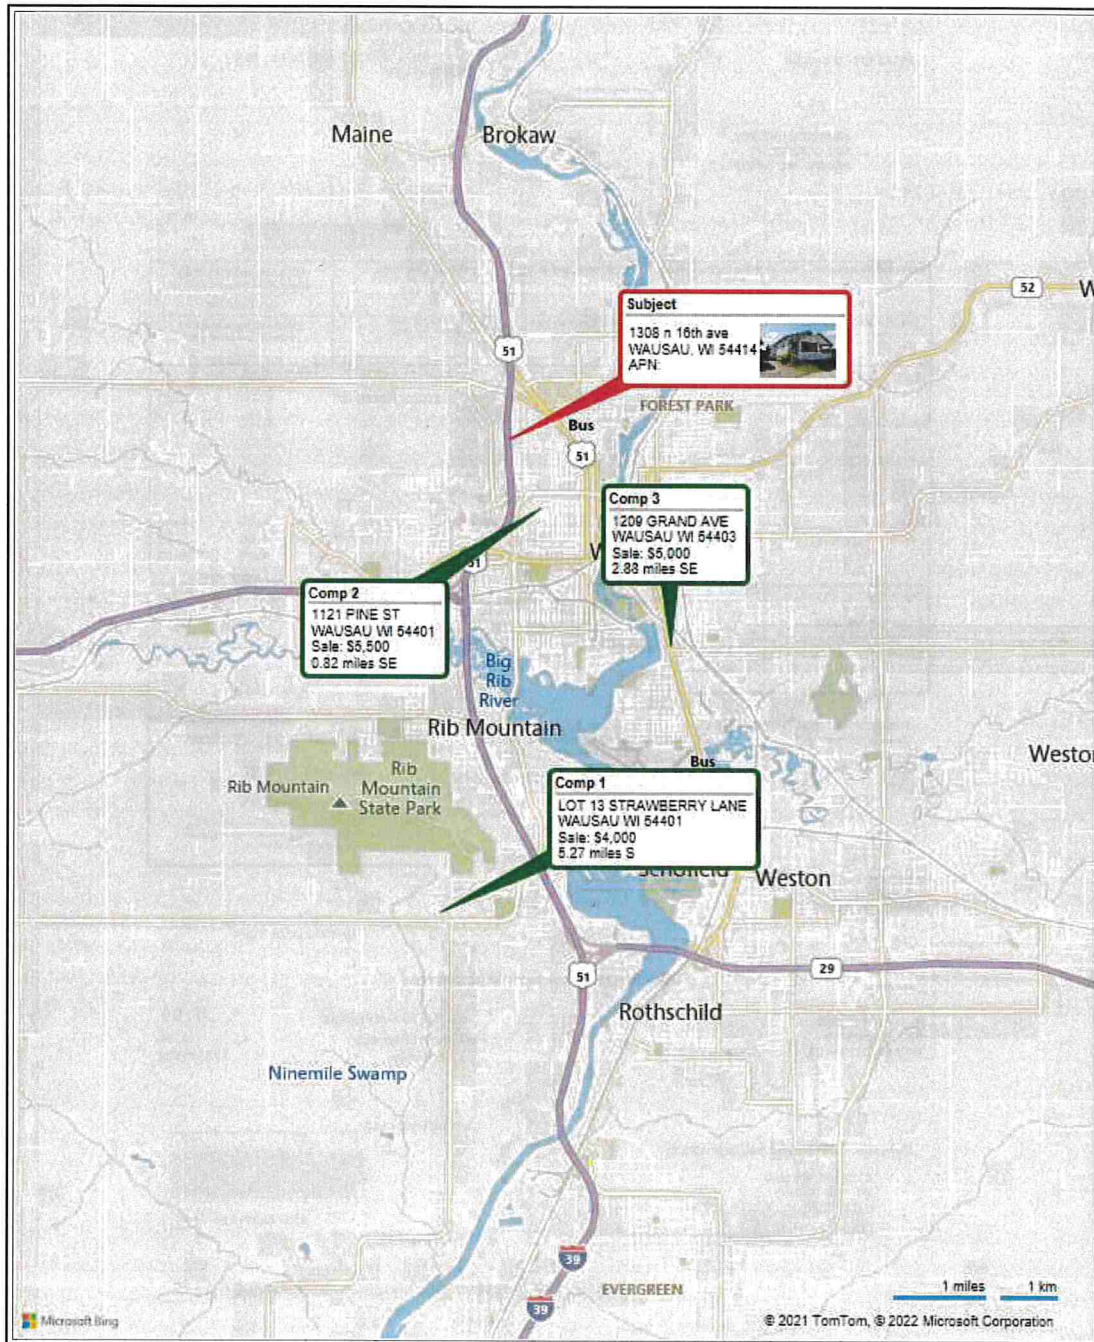 Maine
Brokaw
52
Subject
1308 n 16th ave
WAUSAU, WI 54414
APN:
51
FOREST PARK
Bus
51
Comp 3
1209 GRAND AVE
WAUSAU WI 54403
Sale: $5,000
2.88 miles SE
Comp 2
1121 PINE ST
WAUSAU WI 54401
Sale: $5,500
0.82 miles SE
Big
Rib
River
Rib Mountain
Weston
Bus
Rib Mountain
Rib
Mountain
State Park
Comp 1
LOT 13 STRAWBERRY LANE
WAUSAU WI 54401
Sale: $4,000
5.27 miles S
Schofield
Weston
51
29
Rothschild
Ninemile Swamp
39
EVERGREEN
39
1 miles
1 km
Microsoft Bing
© 2021 TomTom, © 2022 Microsoft Corporation